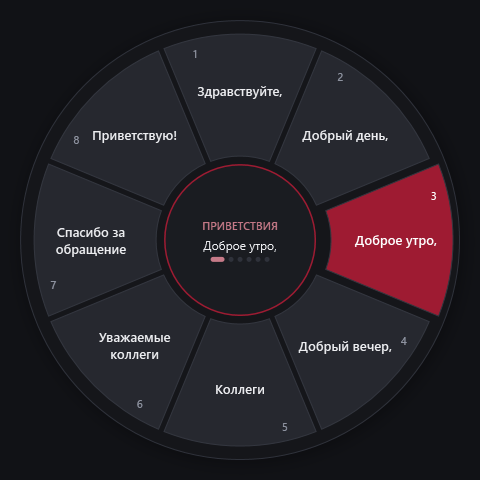 1
Здравствуйте,
2
Добрый день,
3
Доброе утро,
4
Добрый вечер,
5
Коллеги
6
Уважаемые
коллеги
7
Спасибо за
обращение
8
Приветствую!
ПРИВЕТСТВИЯ
Доброе утро,